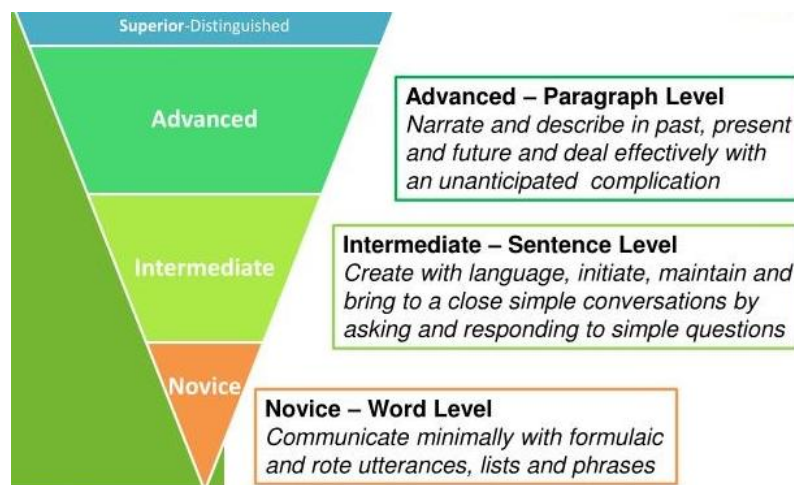 Superior-Distinguished
Advanced
Advanced – Paragraph Level
Narrate and describe in past, present
and future and deal effectively with
an unanticipated complication
Intermediate
Intermediate – Sentence Level
Create with language, initiate, maintain and
bring to a close simple conversations by
asking and responding to simple questions
Novice
Novice – Word Level
Communicate minimally with formulaic
and rote utterances, lists and phrases